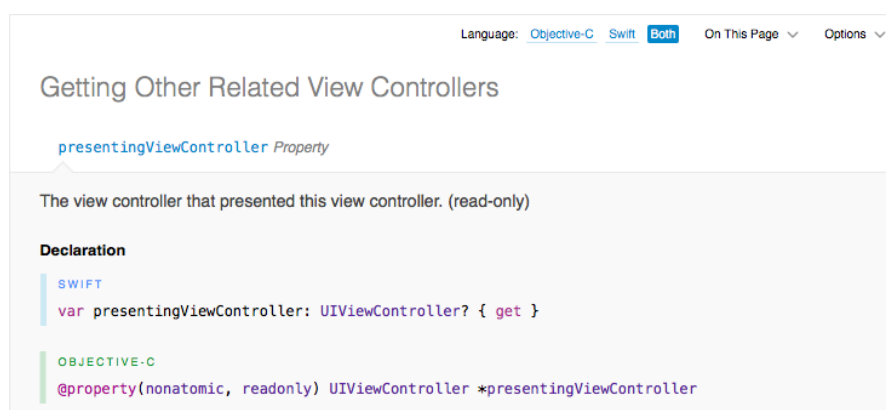 Language: Objective-C Swift Both On This Page Options
Getting Other Related View Controllers
presentingViewController Property
The view controller that presented this view controller. (read-only)
Declaration
SWIFT
var presentingViewController: UIViewController? { get }
OBJECTIVE-C
@property(nonatomic, readonly) UIViewController *presentingViewController